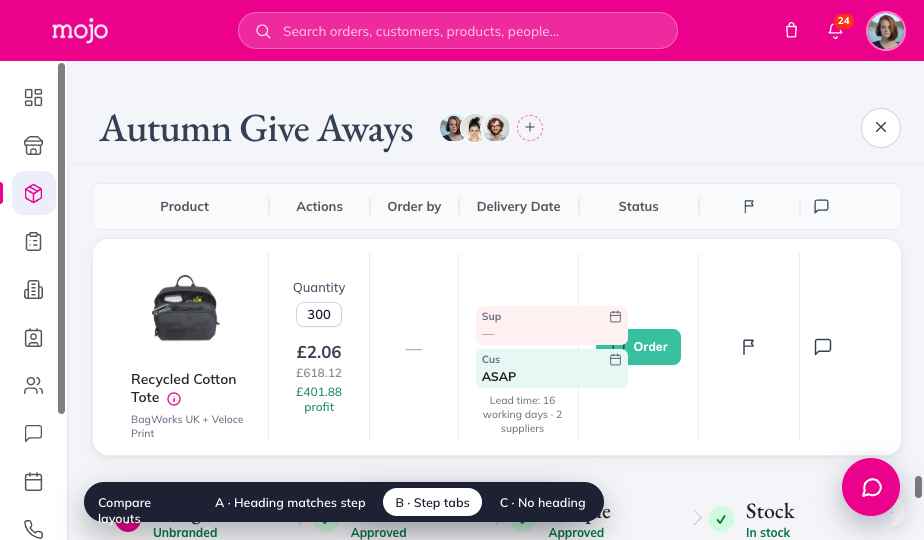 mojo
Search orders, customers, products, people...
24
Autumn Give Aways
Product
Actions
Order by
Delivery Date
Status
Recycled Cotton
Tote
BagWorks UK + Veloce
Print
Quantity
300
£2.06
£618.12
£401.88
profit
—
Sup
—
Cus
ASAP
Lead time: 16
working days · 2
suppliers
Order
Compare
layouts
A · Heading matches step
B · Step tabs
C · No heading
Unbranded
Approved
Approved
Stock
In stock